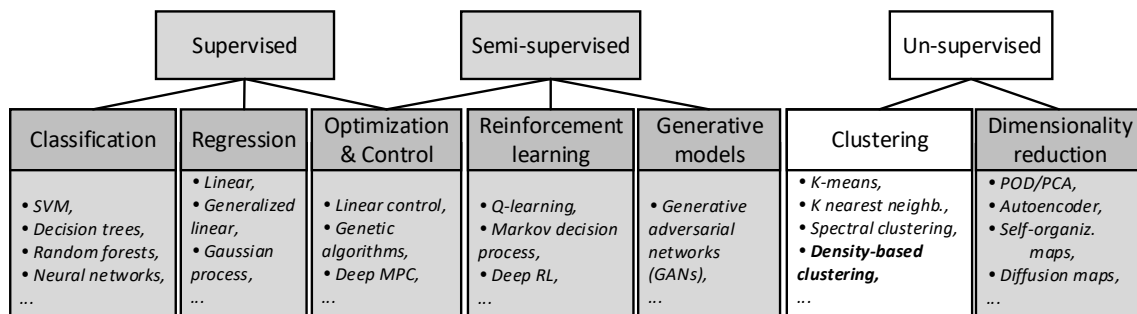 Supervised
Semi-supervised
Un-supervised
Classification
• SVM,
• Decision trees,
• Random forests,
• Neural networks,
...
Regression
• Linear,
• Generalized
linear,
• Gaussian
process,
...
Optimization
& Control
• Linear control,
• Genetic
algorithms,
• Deep MPC,
...
Reinforcement
learning
• Q-learning,
• Markov decision
process,
• Deep RL,
...
Generative
models
• Generative
adversarial
networks
(GANs),
...
Clustering
• K-means,
• K nearest neighb.,
• Spectral clustering,
• Density-based
clustering,
...
Dimensionality
reduction
• POD/PCA,
• Autoencoder,
• Self-organiz.
maps,
• Diffusion maps,
...